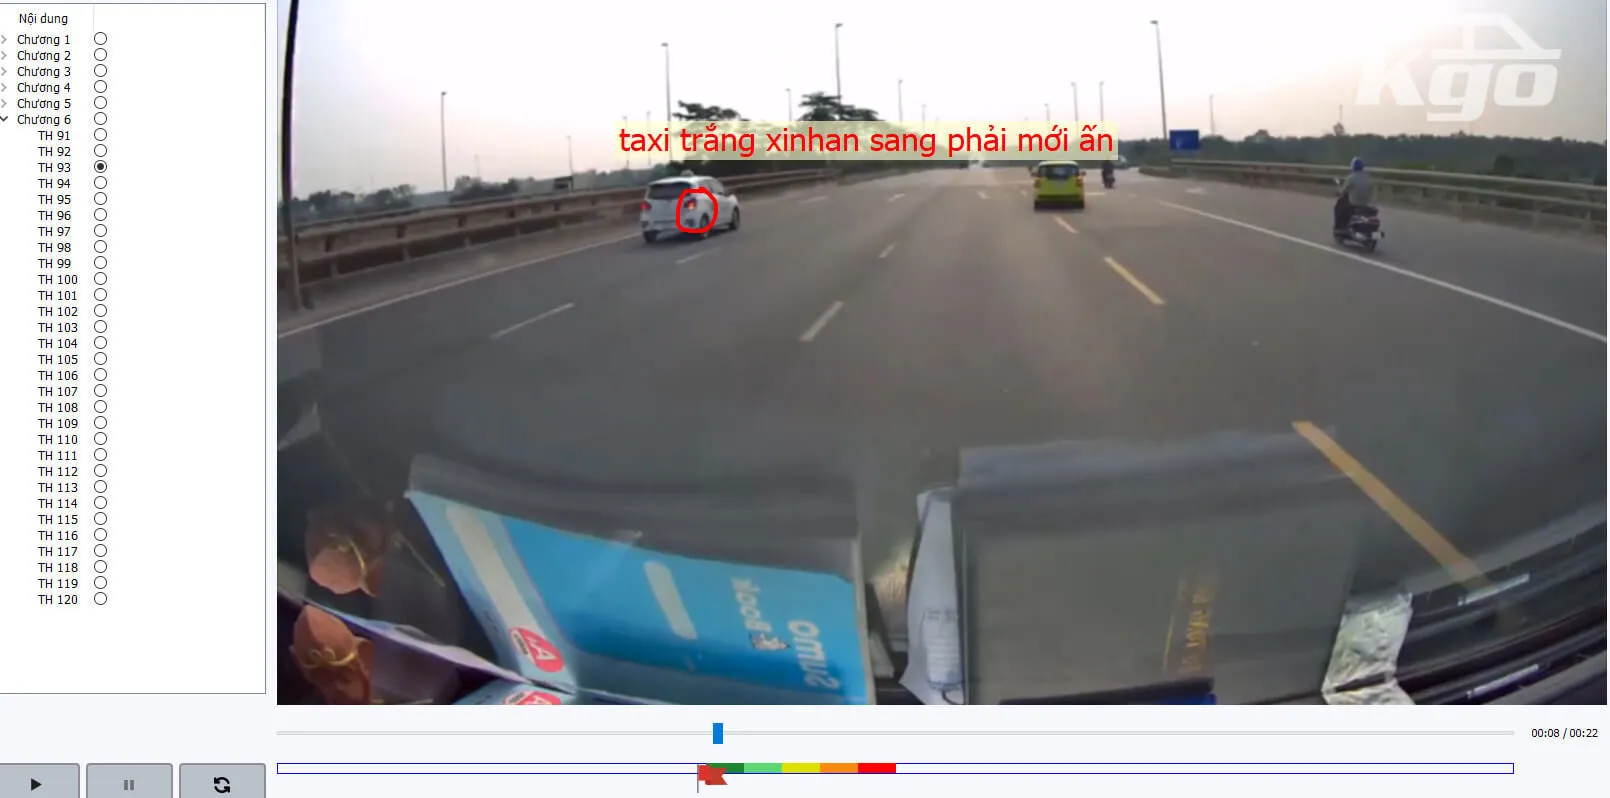 Nội dung
Chương 1
Chương 2
Chương 3
Chương 4
Chương 5
Chương 6
TH 91
TH 92
TH 93
TH 94
TH 95
TH 96
TH 97
TH 98
TH 99
TH 100
TH 101
TH 102
TH 103
TH 104
TH 105
TH 106
TH 107
TH 108
TH 109
TH 110
TH 111
TH 112
TH 113
TH 114
TH 115
TH 116
TH 117
TH 118
TH 119
TH 120
Kgo
taxi trắng xinhan sang phải mới ấn
BOOK
00:08 / 00:22